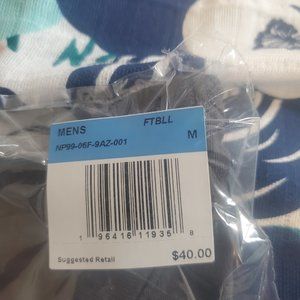 MENS FTBLL
NP99-06F-9AZ-001 M
1 96416 11935 8
Suggested Retail $40.00